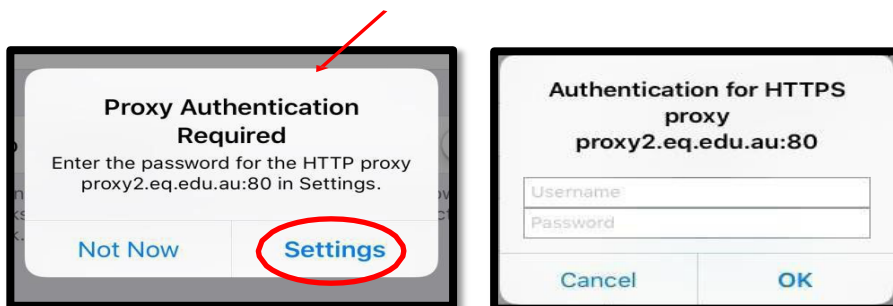 Proxy Authentication
Required
Enter the password for the HTTP proxy
proxy2.eq.edu.au:80 in Settings.
Not Now
Settings
Authentication for HTTPS
proxy
proxy2.eq.edu.au:80
Username
Password
Cancel
OK